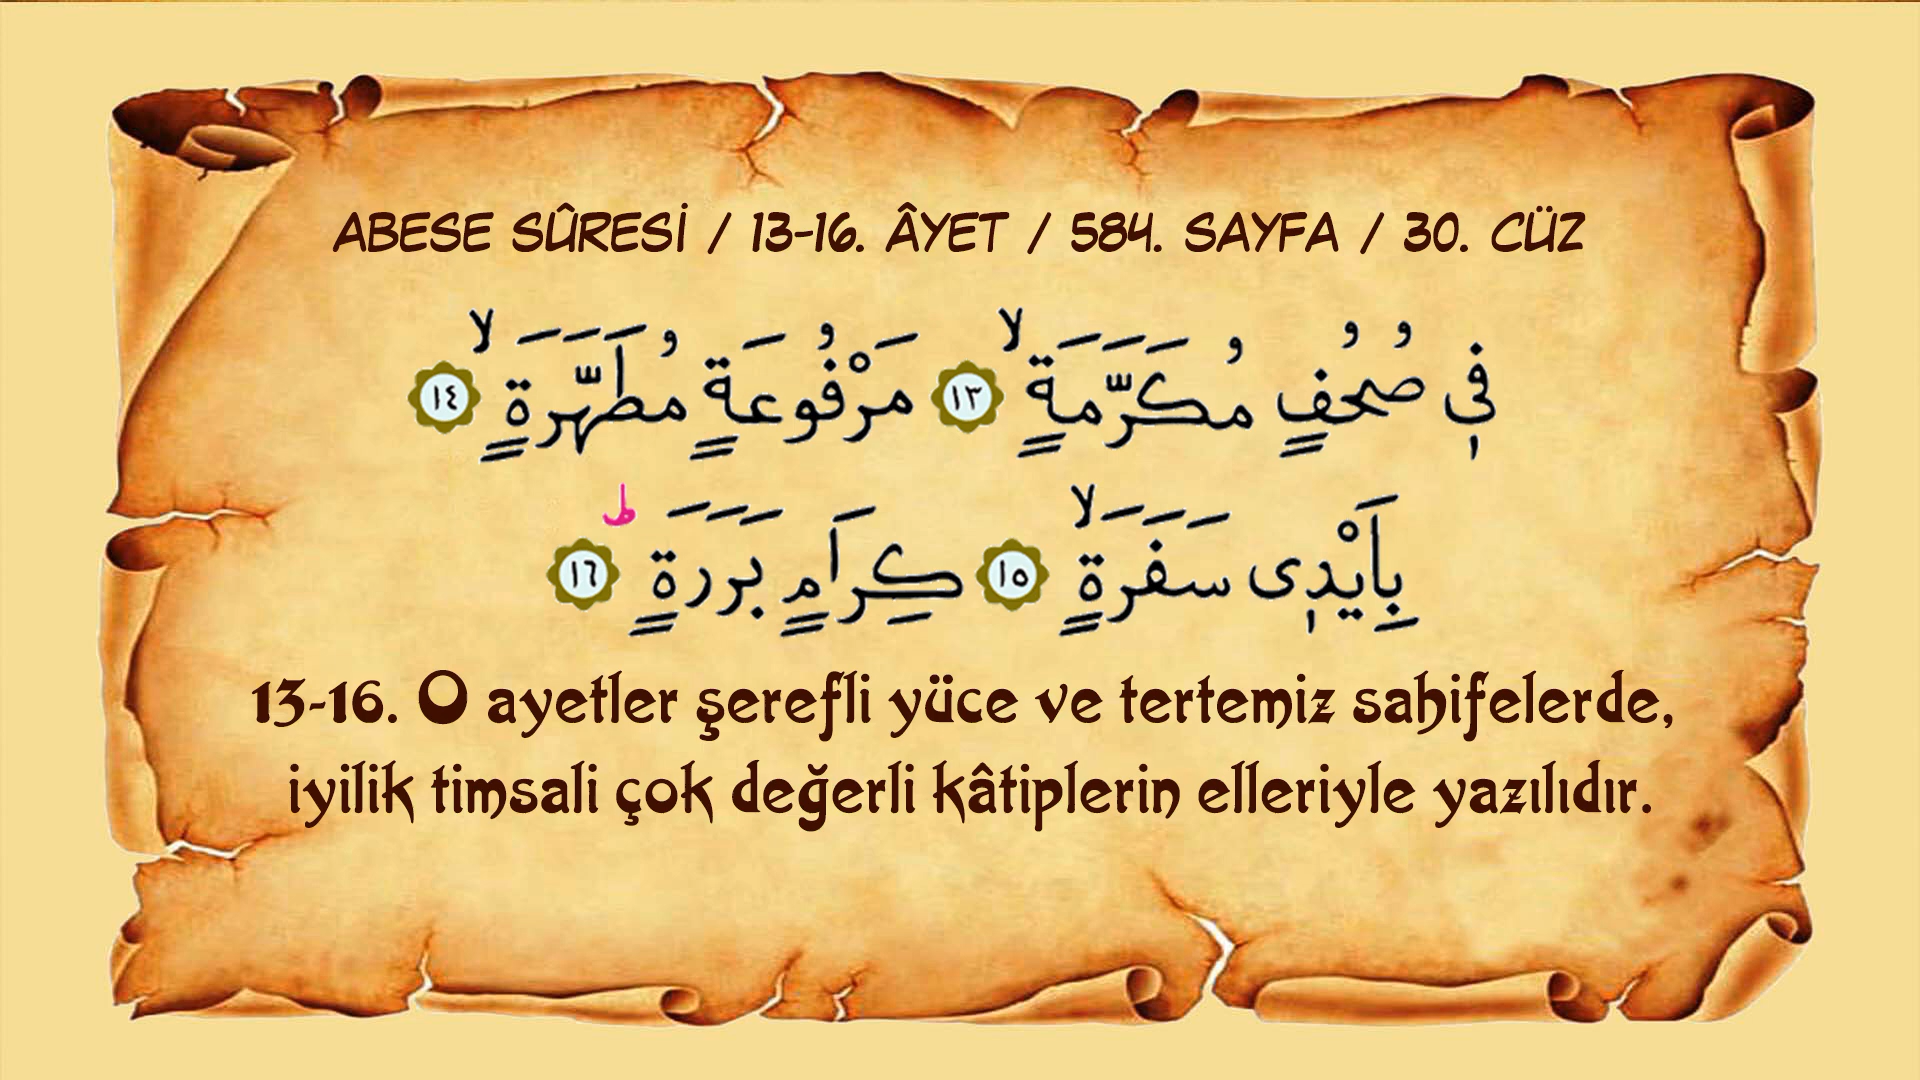 ABESE SÛRESİ / 13-16. ÂYET / 584. SAYFA / 30. CÜZ
فٖي صُحُفٍ مُكَرَّمَةٍۙ ﴿١٣﴾ مَرْفُوعَةٍ مُطَهَّرَةٍۙ ﴿١٤﴾
بِاَيْدٖي سَفَرَةٍۙ ﴿١٥﴾ كِرَامٍ بَرَرَةٍؕ ﴿١٦﴾
13-16. O ayetler şerefli yüce ve tertemiz sahifelerde,
iyilik timsali çok değerli kâtiplerin elleriyle yazılıdır.